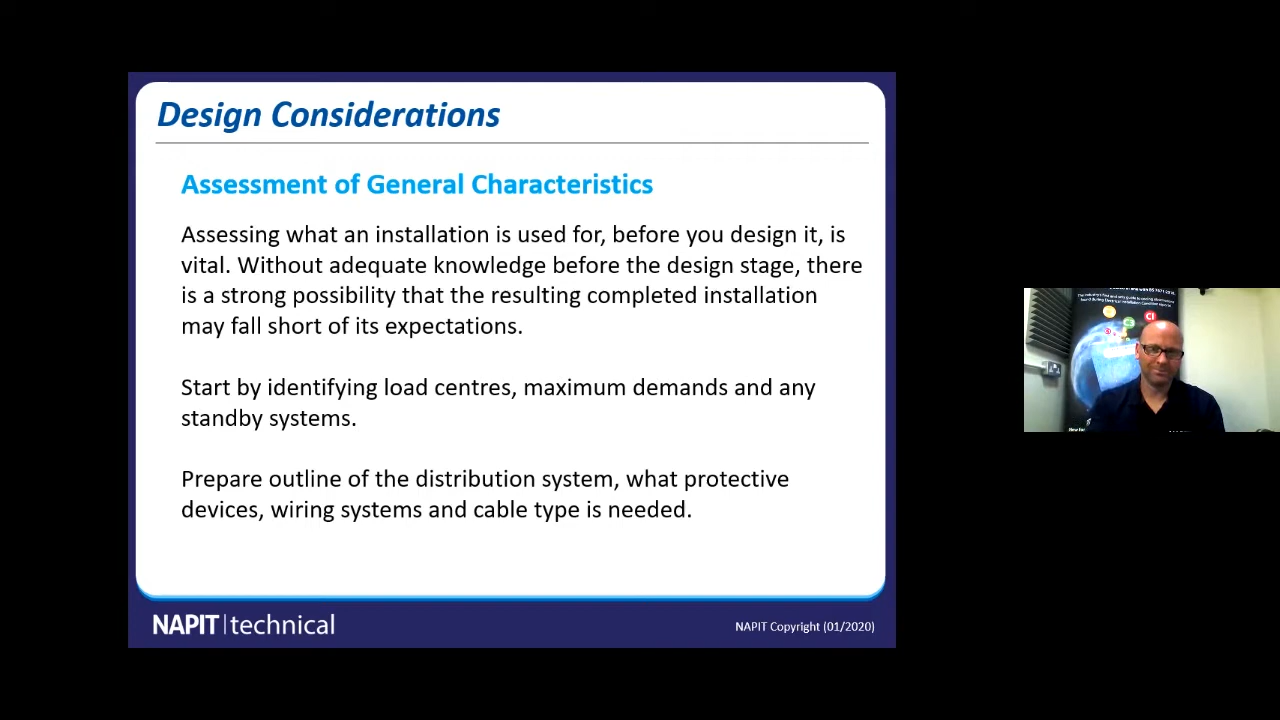 Design Considerations
Assessment of General Characteristics
Assessing what an installation is used for, before you design it, is
vital. Without adequate knowledge before the design stage, there
is a strong possibility that the resulting completed installation
may fall short of its expectations.
Start by identifying load centres, maximum demands and any
standby systems.
Prepare outline of the distribution system, what protective
devices, wiring systems and cable type is needed.
NAPIT technical
NAPIT Copyright (01/2020)
C1